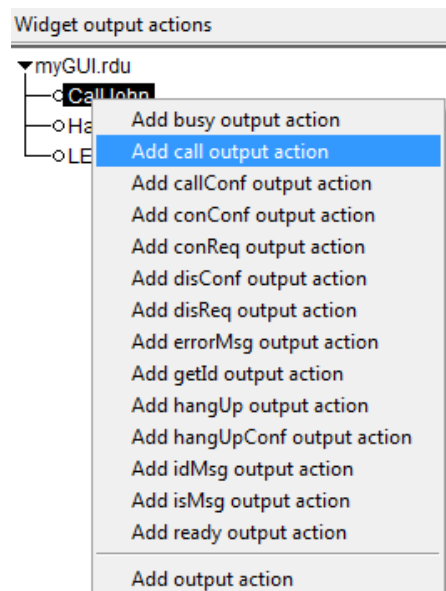 Widget output actions
myGUI.rdu
CallJohn
Ha
Add busy output action
LE
Add call output action
Add callConf output action
Add conConf output action
Add conReq output action
Add disConf output action
Add disReq output action
Add errorMsg output action
Add getId output action
Add hangUp output action
Add hangUpConf output action
Add idMsg output action
Add isMsg output action
Add ready output action
Add output action